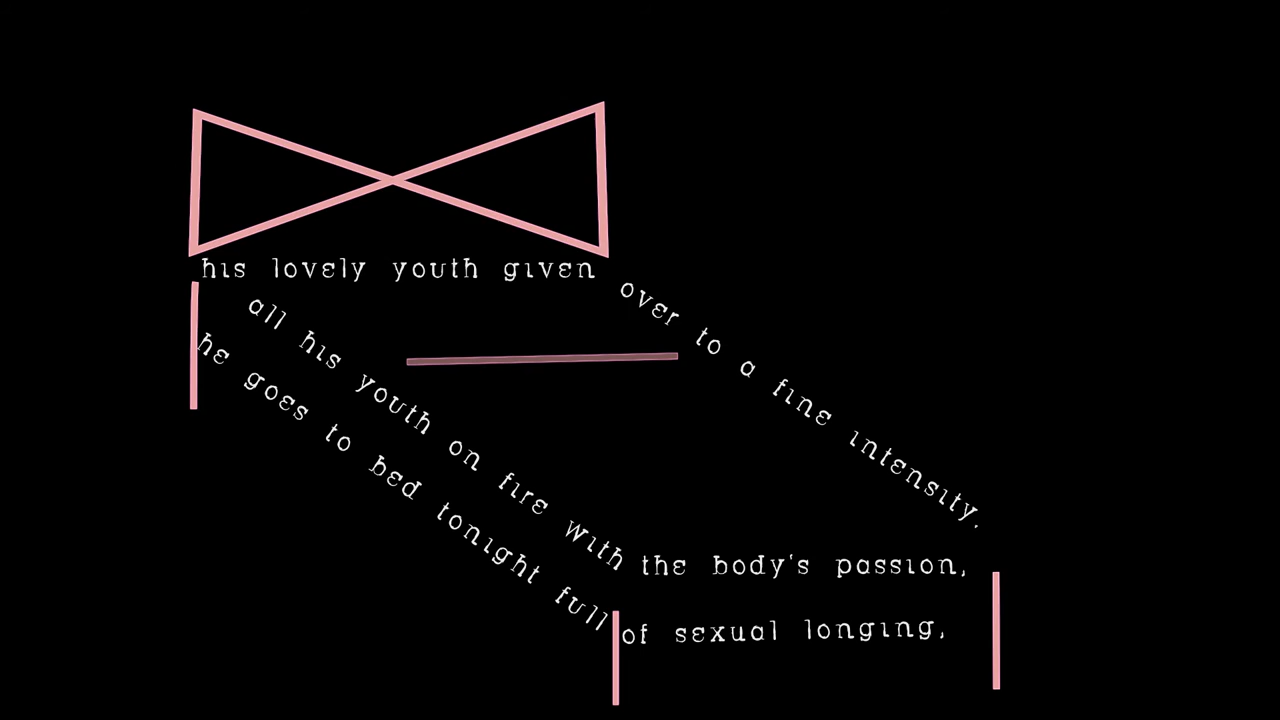 his lovely youth given over to a fine intensity.
all his youth on fire with the body's passion,
he goes to bed tonight full of sexual longing,